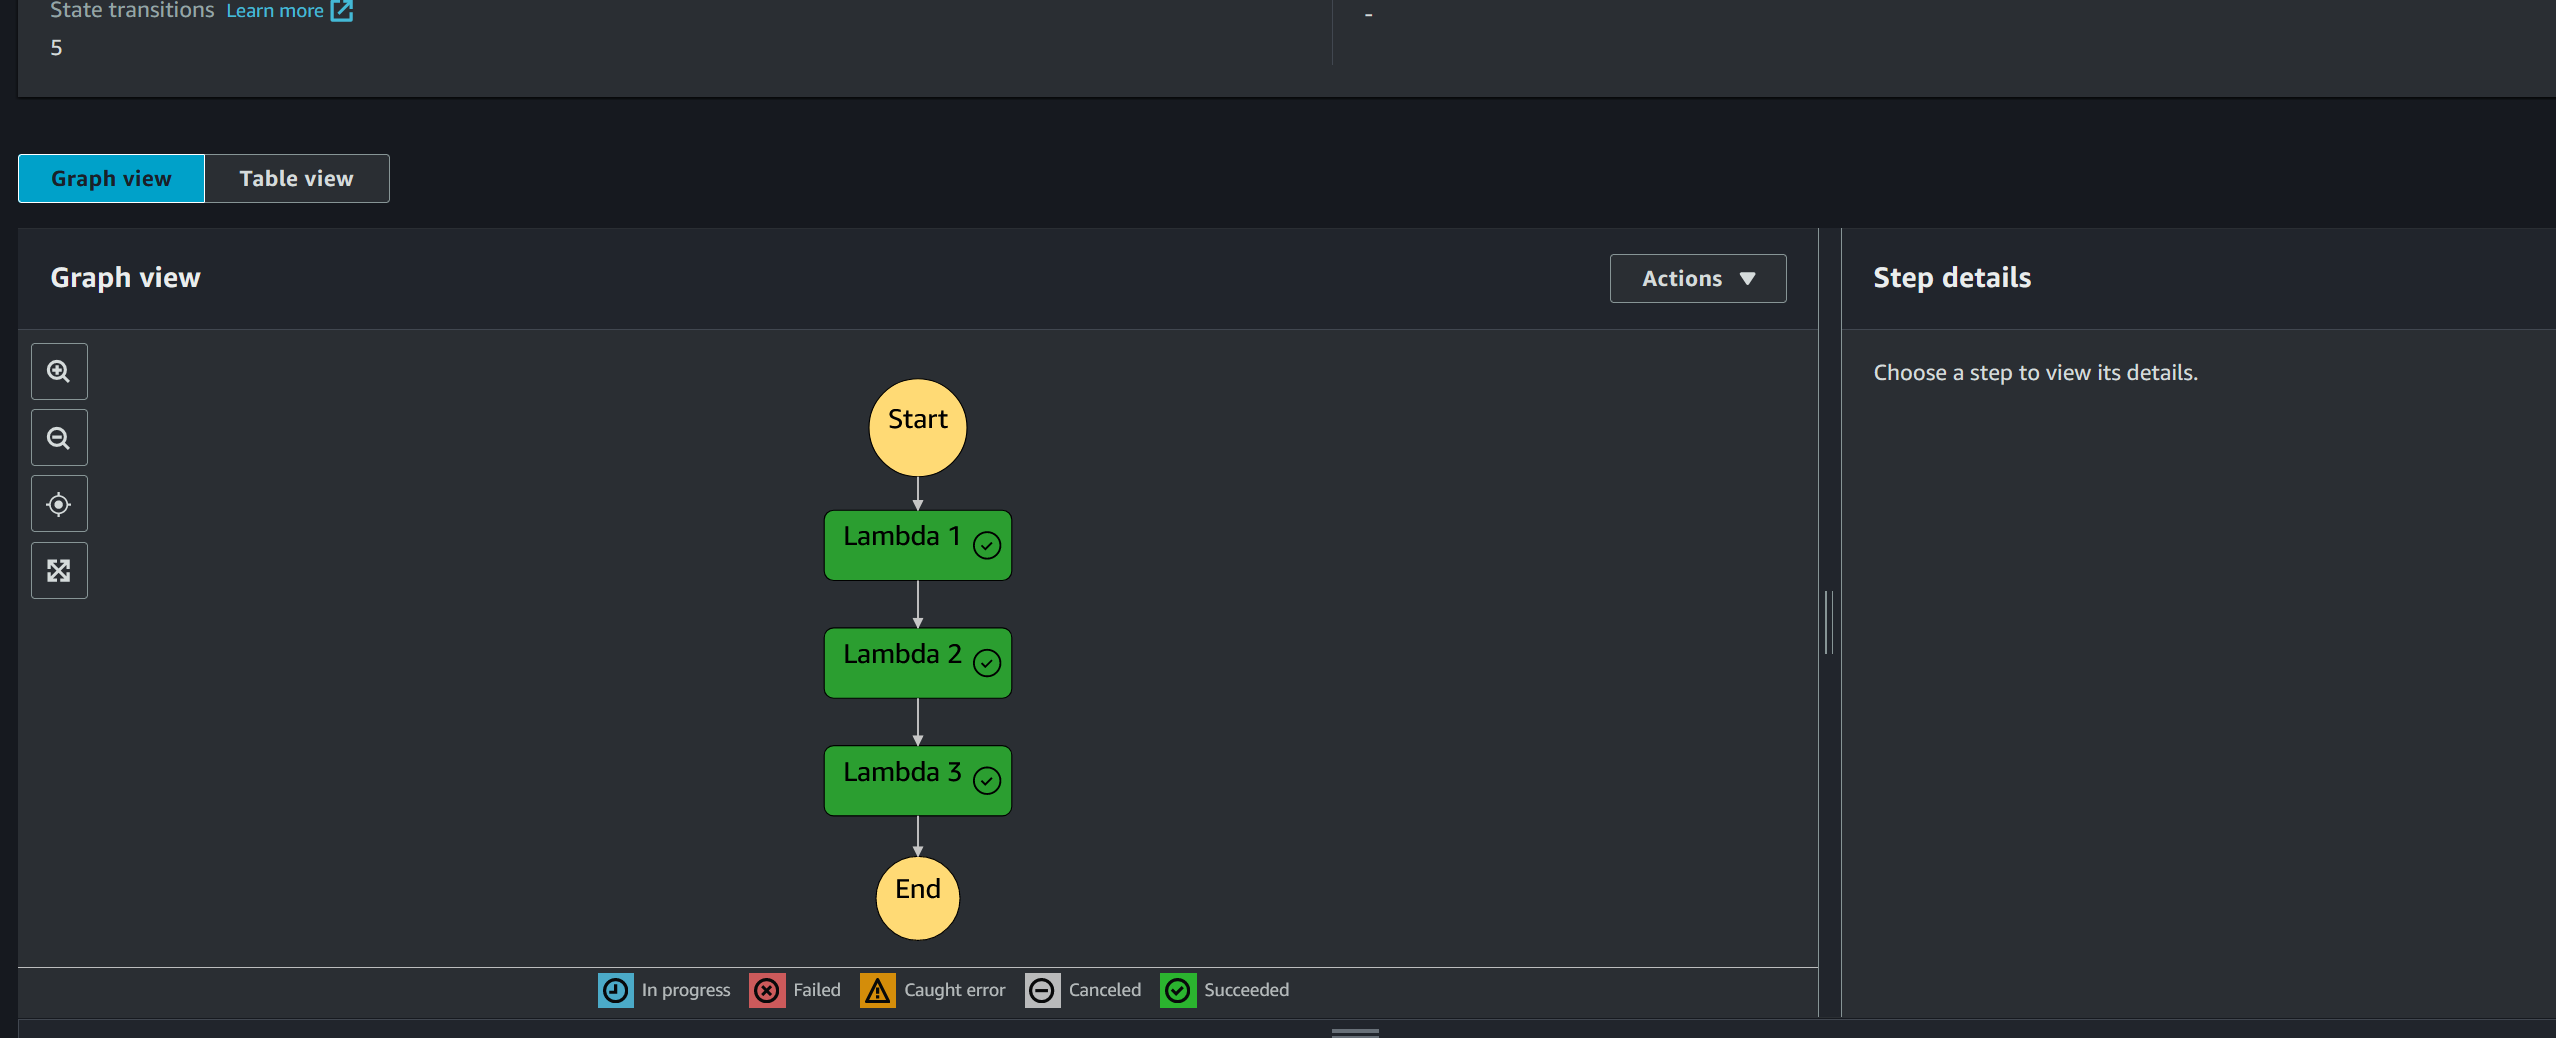 State transitions Learn more
-
5
Graph view Table view
Graph view
Actions
Step details
Choose a step to view its details.
Start
Lambda 1
Lambda 2
Lambda 3
End
In progress Failed Caught error Canceled Succeeded